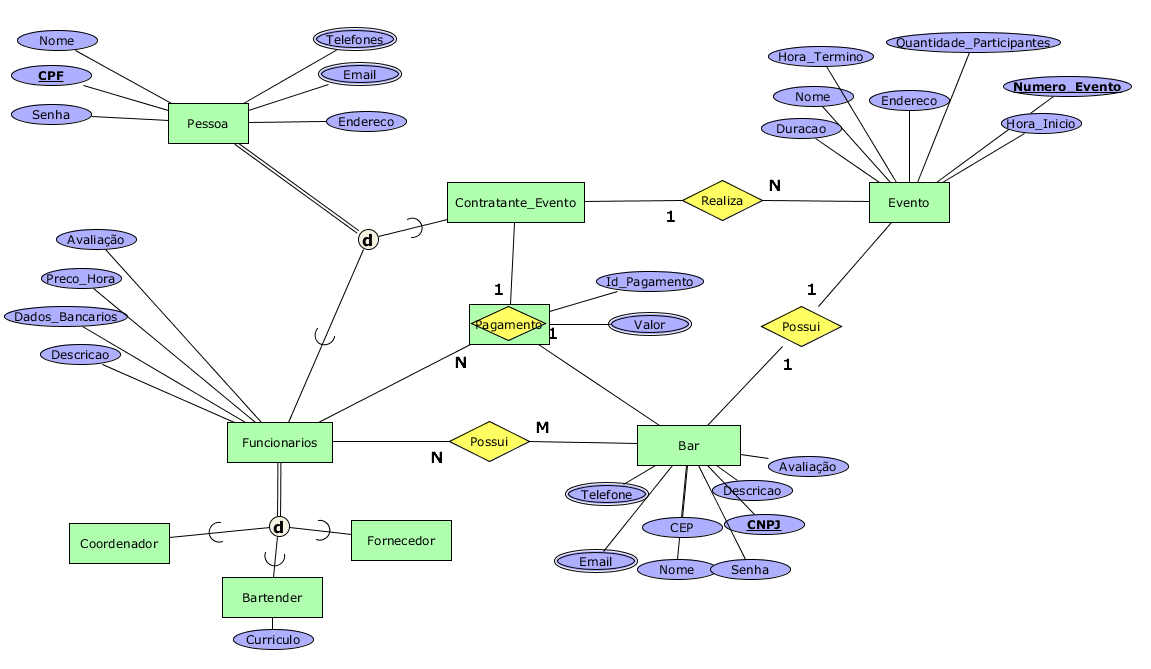 Nome
Telefones
CPF
Email
Senha
Endereco
Pessoa
d
Contratante_Evento
1
Realiza
N
Evento
Quantidade_Participantes
Hora_Termino
Nome
Endereco
Numero_Evento
Duracao
Hora_Inicio
Avaliação
Preco_Hora
Dados_Bancarios
Descricao
1
Pagamento
1
N
Id_Pagamento
Valor
1
Possui
1
Funcionarios
N
Possui
M
Bar
Avaliação
Telefone
Descricao
CEP
CNPJ
Email
Nome
Senha
d
Coordenador
Fornecedor
Bartender
Curriculo